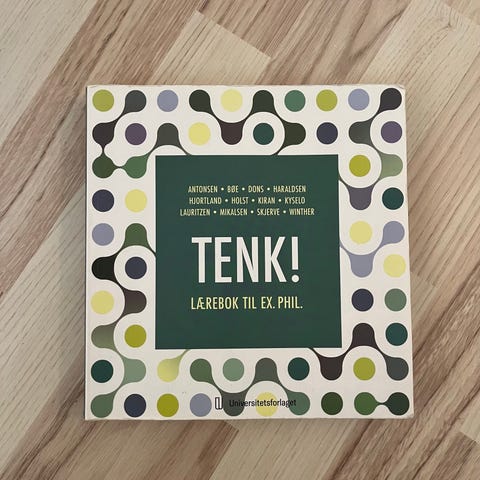 ANTONSEN • BØE • DONS • HARALDSEN
HJORTLAND • HOLST • KIRAN • KYSELO
LAURITZEN • MIKALSEN • SKJERVE • WINTHER
TENK!
LÆREBOK TIL EX. PHIL.
Universitetsforlaget